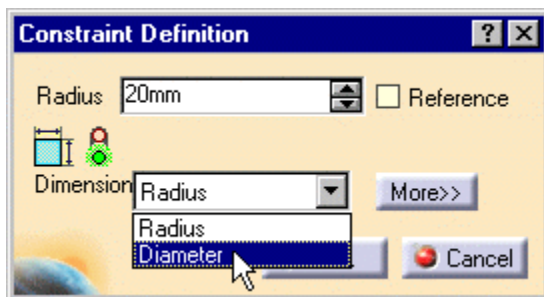 Constraint Definition
Radius 20mm Reference
Dimension Radius More>>
Radius
Diameter
Cancel